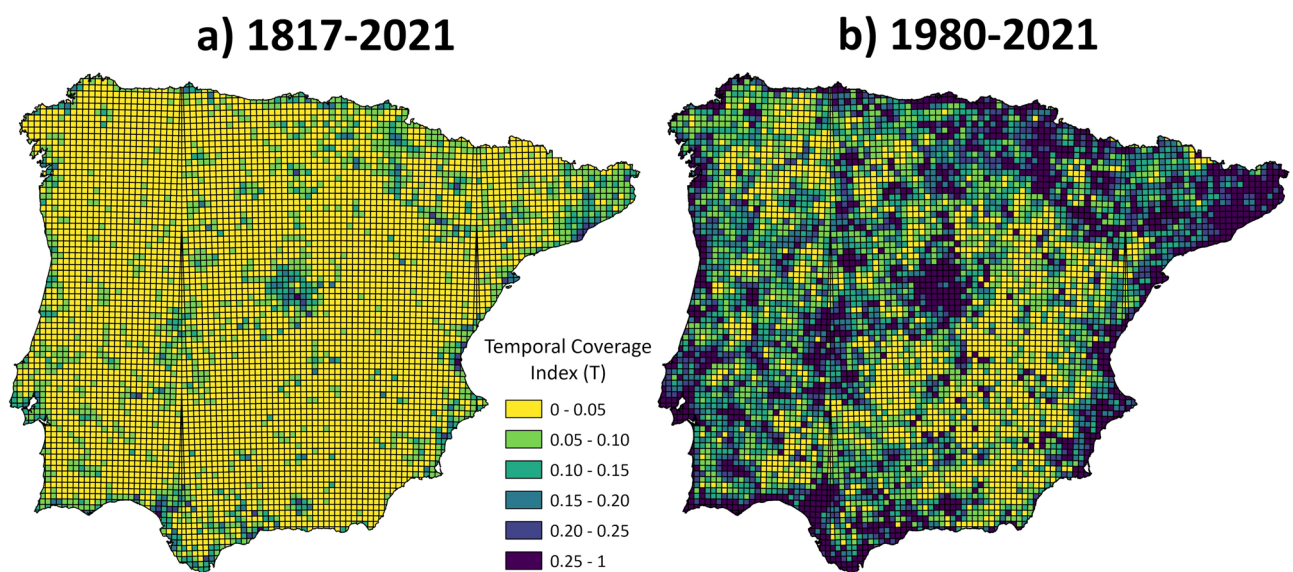 a) 1817-2021
b) 1980-2021
Temporal Coverage
Index (T)
0 - 0.05
0.05 - 0.10
0.10 - 0.15
0.15 - 0.20
0.20 - 0.25
0.25 - 1